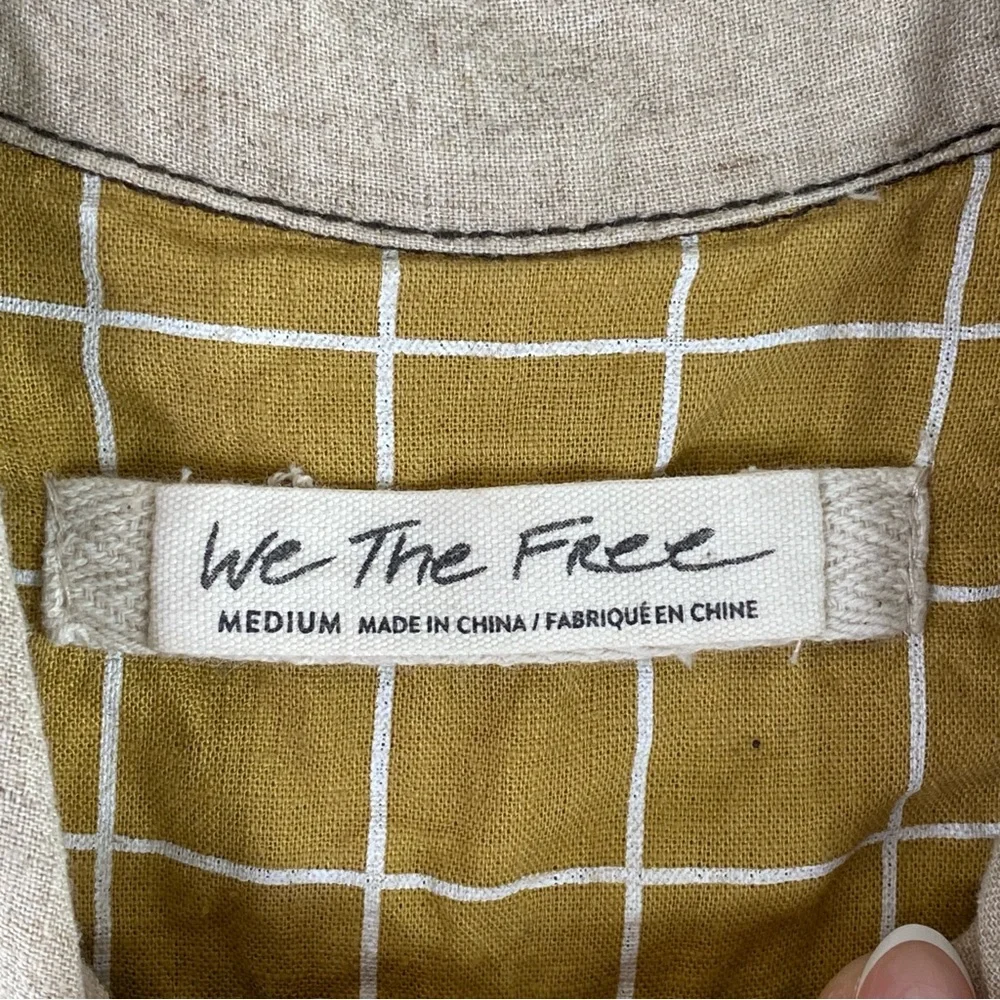 We The Free
MEDIUM MADE IN CHINA / FABRIQUÉ EN CHINE